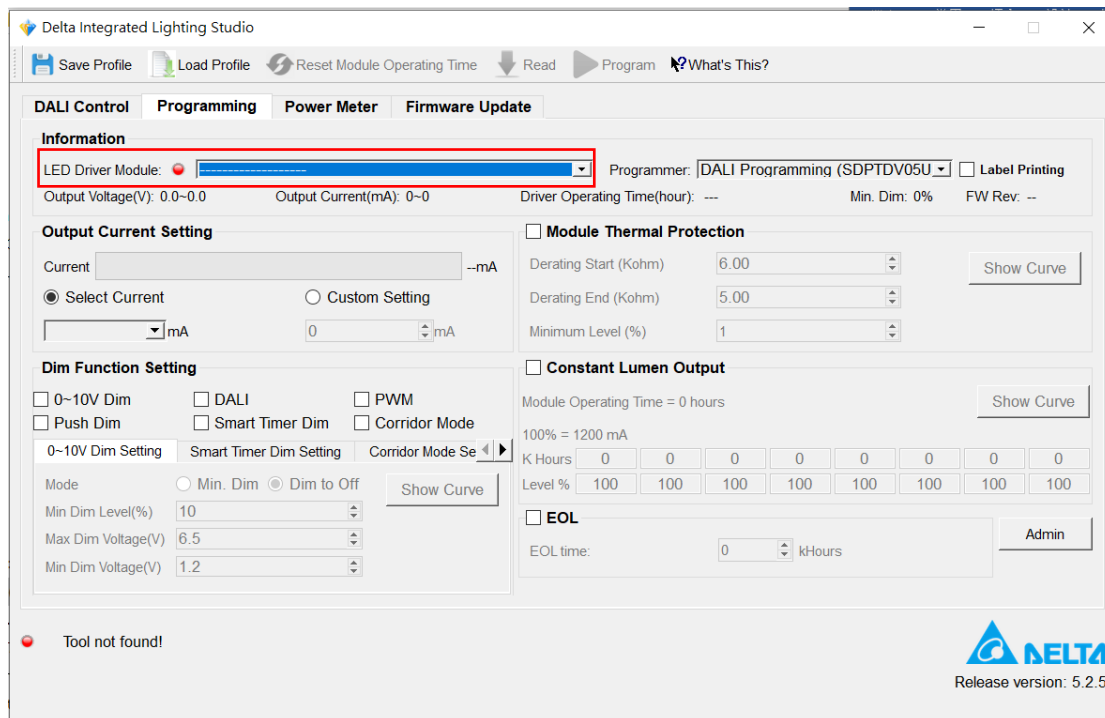 Delta Integrated Lighting Studio
Save Profile Load Profile Reset Module Operating Time Read Program What's This?
DALI Control Programming Power Meter Firmware Update
Information
LED Driver Module: ------------------- Programmer: DALI Programming (SDPTDV05U Label Printing
Output Voltage(V): 0.0~0.0 Output Current(mA): 0~0 Driver Operating Time(hour): --- Min. Dim: 0% FW Rev: --
Output Current Setting
Current --mA
Select Current Custom Setting
mA 0 mA
Module Thermal Protection
Derating Start (Kohm) 6.00 Show Curve
Derating End (Kohm) 5.00
Minimum Level (%) 1
Dim Function Setting
0~10V Dim DALI PWM
Push Dim Smart Timer Dim Corridor Mode
0~10V Dim Setting Smart Timer Dim Setting Corridor Mode Se
Mode Min. Dim Dim to Off Show Curve
Min Dim Level(%) 10
Max Dim Voltage(V) 6.5
Min Dim Voltage(V) 1.2
Constant Lumen Output
Module Operating Time = 0 hours Show Curve
100% = 1200 mA
K Hours 0 0 0 0 0 0 0 0
Level % 100 100 100 100 100 100 100 100
EOL
EOL time: 0 kHours
Admin
Tool not found!
DELTA
Release version: 5.2.5